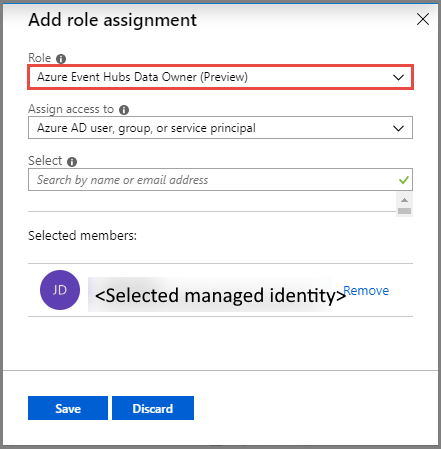 Add role assignment
Role
Azure Event Hubs Data Owner (Preview)
Assign access to
Azure AD user, group, or service principal
Select
Search by name or email address
Selected members:
JD
<Selected managed identity>
Remove
Save
Discard